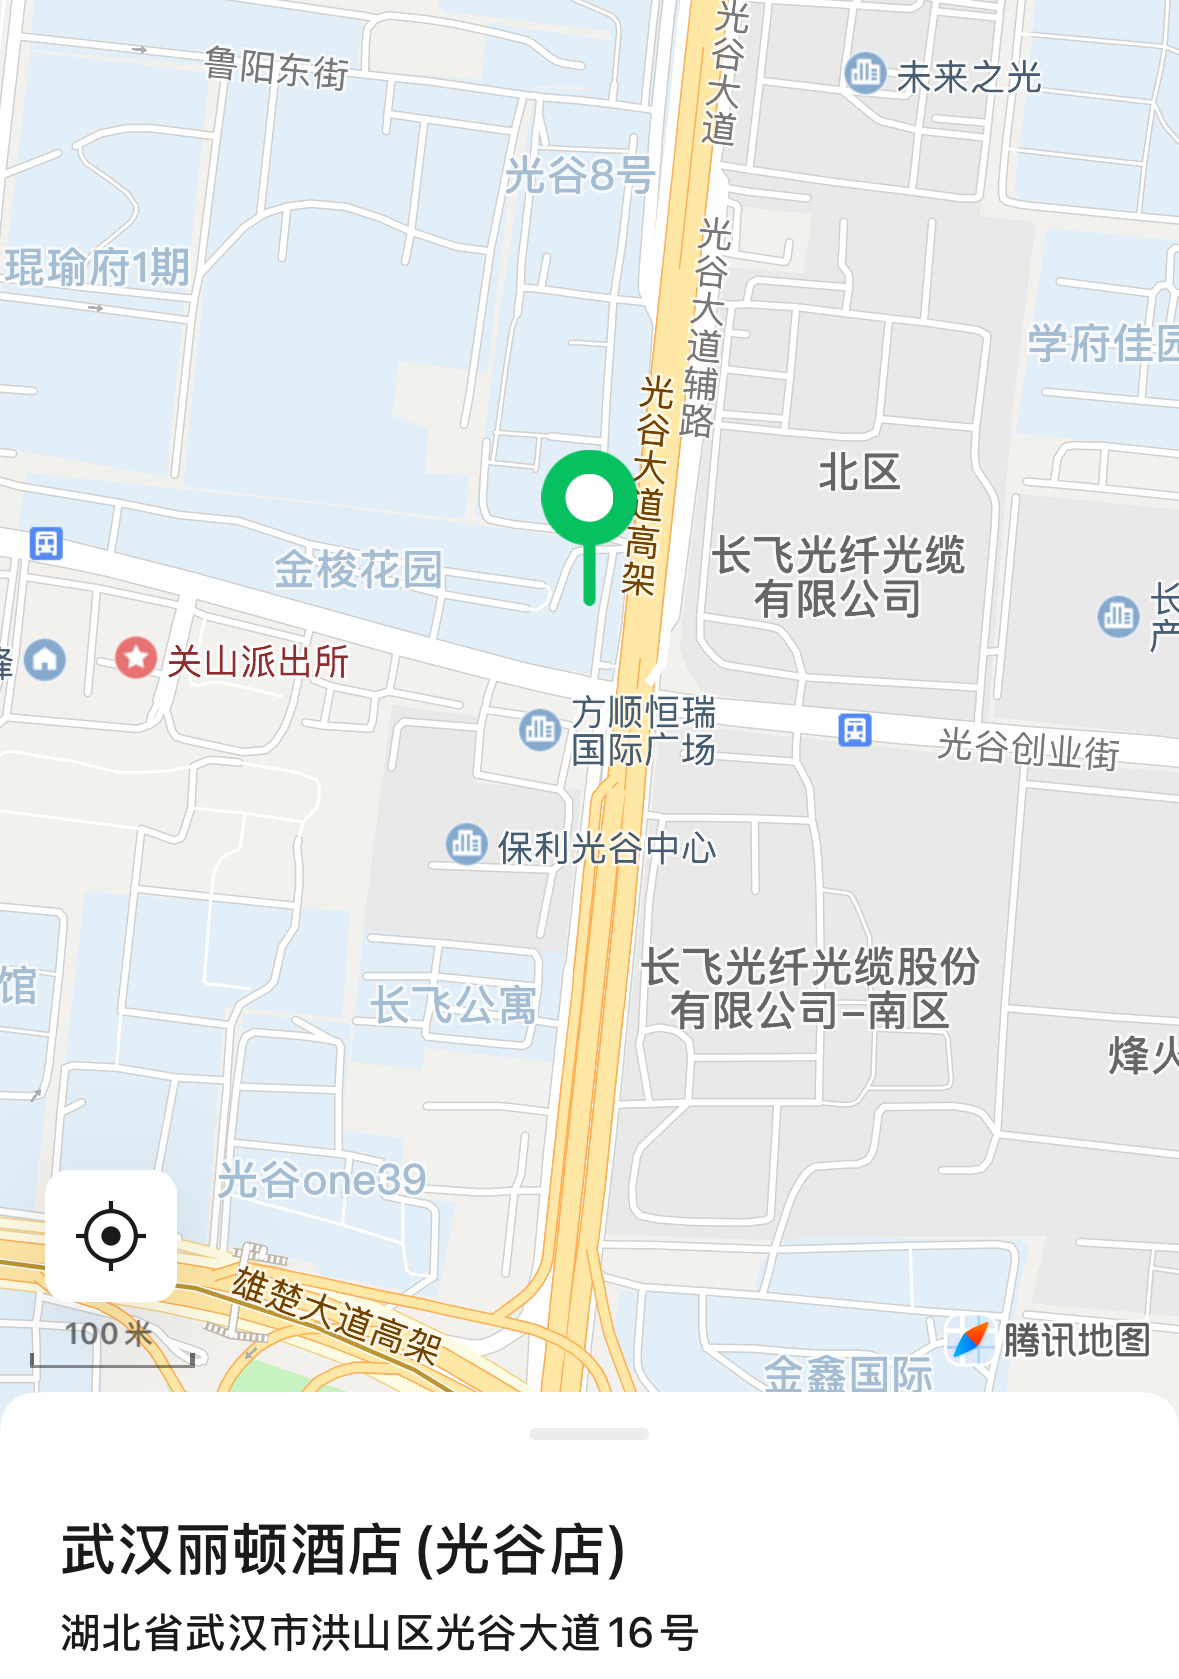 光谷大道
鲁阳东街
未来之光
光谷8号
光谷大道辅路
琨瑜府1期
学府佳园
光谷大道高架
北区
长飞光纤光缆
有限公司
金梭花园
长
产
关山派出所
方顺恒瑞
国际广场
光谷创业街
保利光谷中心
长飞光纤光缆股份
有限公司-南区
馆
长飞公寓
烽火
光谷one39
雄楚大道高架
100 米
腾讯地图
金鑫国际
武汉丽顿酒店(光谷店)
湖北省武汉市洪山区光谷大道16号